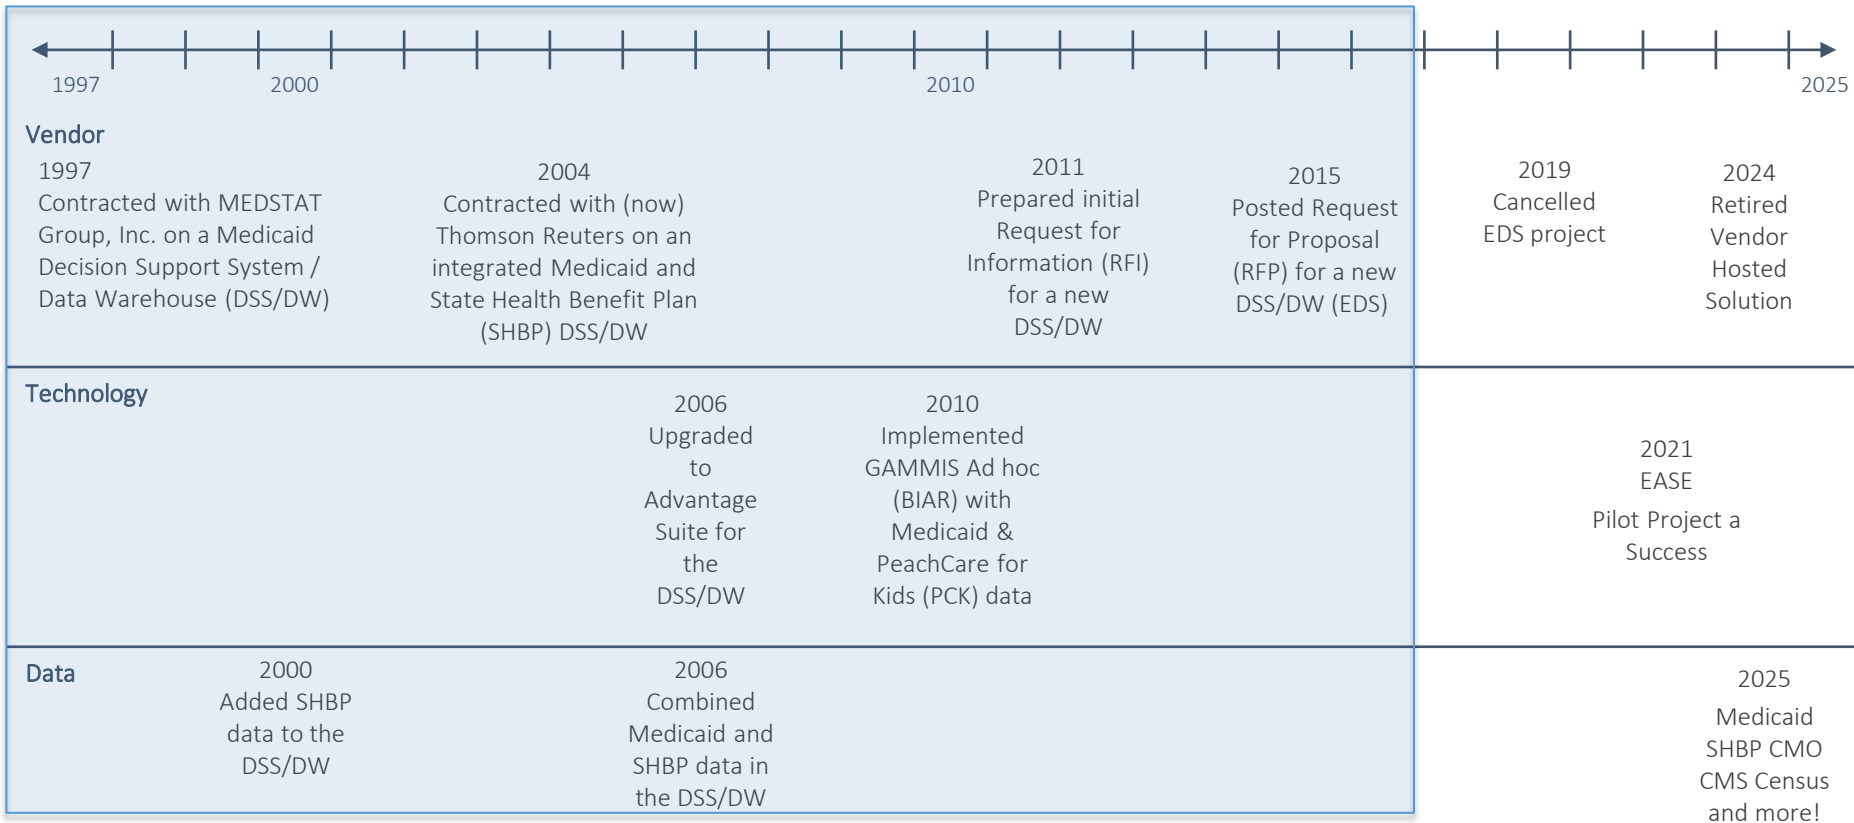 1997
2000
2010
2025
Vendor
1997
Contracted with MEDSTAT
Group, Inc. on a Medicaid
Decision Support System /
Data Warehouse (DSS/DW)
2004
Contracted with (now)
Thomson Reuters on an
integrated Medicaid and
State Health Benefit Plan
(SHBP) DSS/DW
2011
Prepared initial
Request for
Information (RFI)
for a new
DSS/DW
2015
Posted Request
for Proposal
(RFP) for a new
DSS/DW (EDS)
2019
Cancelled
EDS project
2024
Retired
Vendor
Hosted
Solution
Technology
2006
Upgraded
to
Advantage
Suite for
the
DSS/DW
2010
Implemented
GAMMIS Ad hoc
(BIAR) with
Medicaid &
PeachCare for
Kids (PCK) data
2021
EASE
Pilot Project a
Success
Data
2000
Added SHBP
data to the
DSS/DW
2006
Combined
Medicaid and
SHBP data in
the DSS/DW
2025
Medicaid
SHBP CMO
CMS Census
and more!